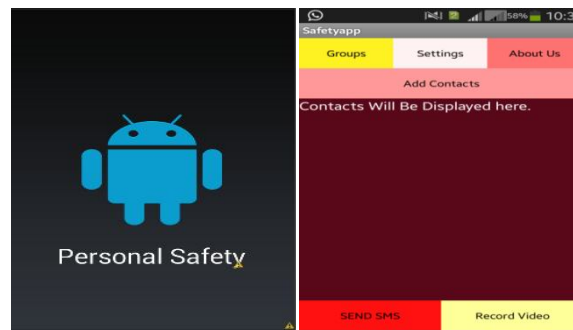 Personal Safety
58% 10:3
Safetyapp
Groups Settings About Us
Add Contacts
Contacts Will Be Displayed here.
SEND SMS Record Video